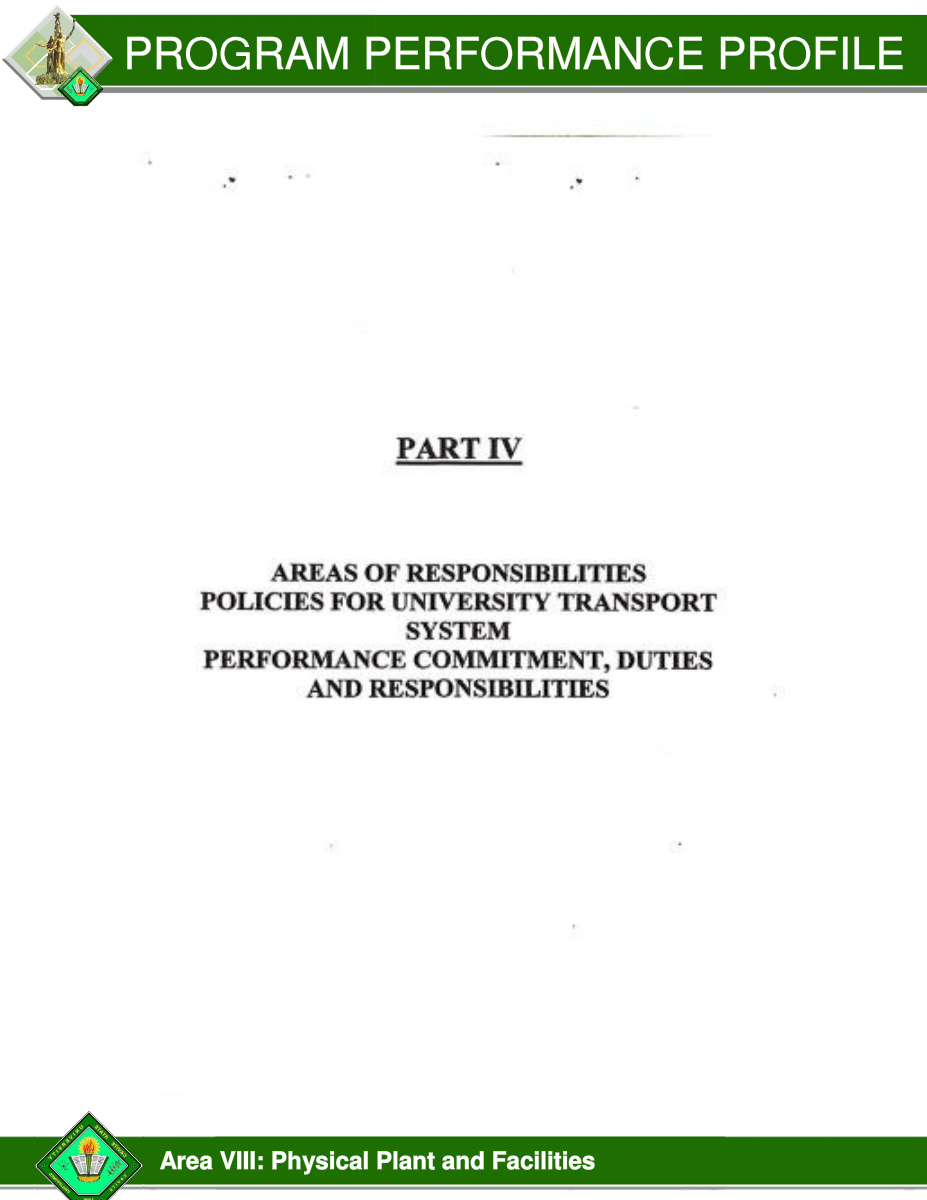 PROGRAM PERFORMANCE PROFILE
PART IV
AREAS OF RESPONSIBILITIES
POLICIES FOR UNIVERSITY TRANSPORT
SYSTEM
PERFORMANCE COMMITMENT, DUTIES
AND RESPONSIBILITIES
Area VIII: Physical Plant and Facilities